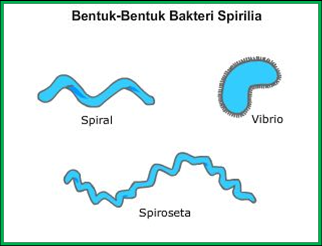 Bentuk-Bentuk Bakteri Spirilia
Spiral
Vibrio
Spiroseta